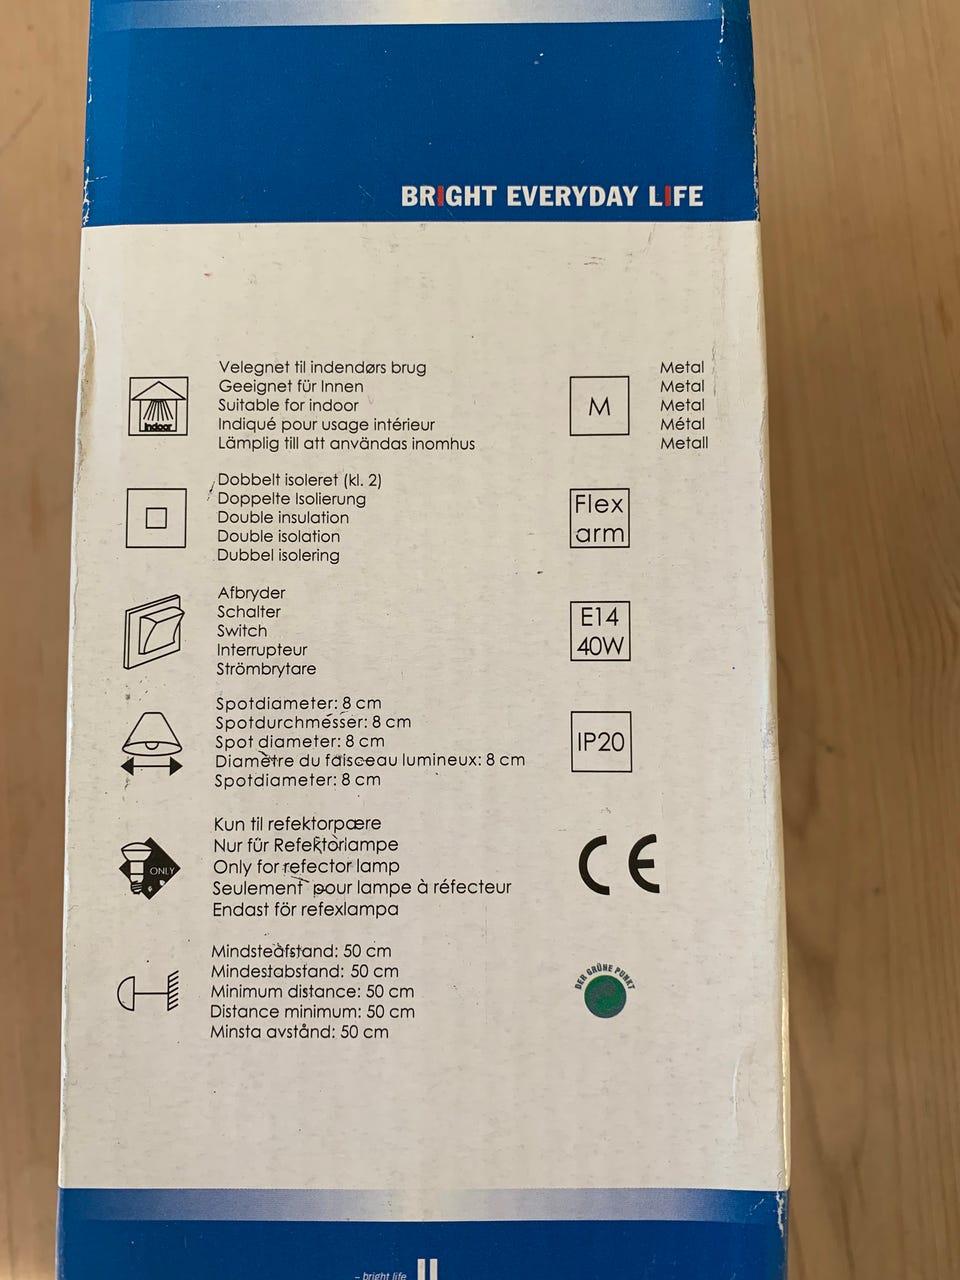 BRIGHT EVERYDAY LIFE
Indoor
Velegnet til indendørs brug
Geeignet für Innen
Suitable for indoor
Indiqué pour usage intérieur
Lämplig till att användas inomhus
M
Metal
Metal
Metal
Métal
Metall
Dobbelt isoleret (kl. 2)
Doppelte Isolierung
Double insulation
Double isolation
Dubbel isolering
Flex
arm
Afbryder
Schalter
Switch
Interrupteur
Strömbrytare
E14
40W
Spotdiameter: 8 cm
Spotdurchmesser: 8 cm
Spot diameter: 8 cm
Diamètre du faisceau lumineux: 8 cm
Spotdiameter: 8 cm
IP20
ONLY
Kun til refektorpære
Nur für Refektorlampe
Only for refector lamp
Seulement pour lampe à réfecteur
Endast för refexlampa
CE
Mindsteafstand: 50 cm
Mindestabstand: 50 cm
Minimum distance: 50 cm
Distance minimum: 50 cm
Minsta avstånd: 50 cm
DER GRÜNE PUNKT
– bright life